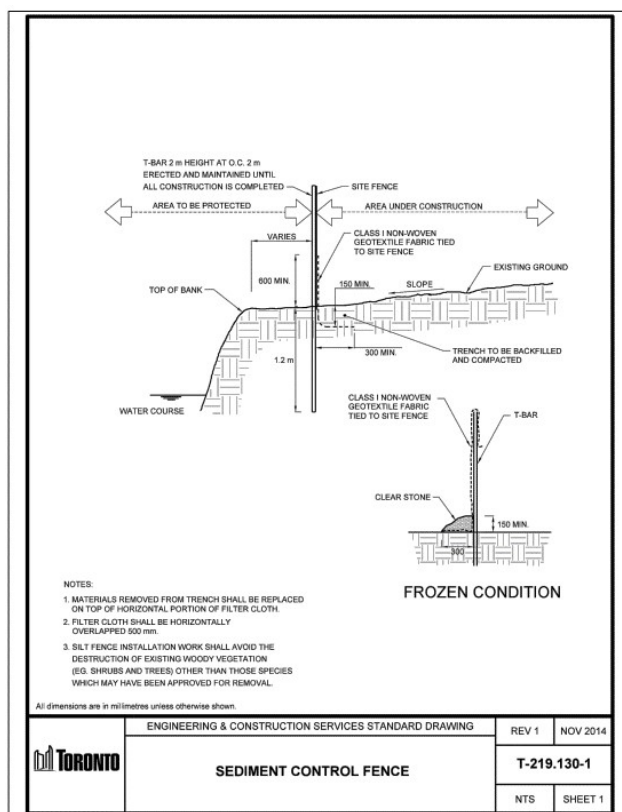 T-BAR 2 m HEIGHT AT O.C. 2 m
ERECTED AND MAINTAINED UNTIL
ALL CONSTRUCTION IS COMPLETED
SITE FENCE
AREA TO BE PROTECTED
AREA UNDER CONSTRUCTION
VARIES
CLASS I NON-WOVEN
GEOTEXTILE FABRIC TIED
TO SITE FENCE
600 MIN.
150 MIN.
SLOPE
EXISTING GROUND
TOP OF BANK
300 MIN.
1.2 m
TRENCH TO BE BACKFILLED
AND COMPACTED
WATER COURSE
CLASS I NON-WOVEN
GEOTEXTILE FABRIC
TIED TO SITE FENCE
T-BAR
CLEAR STONE
150 MIN.
300
FROZEN CONDITION
NOTES:
1. MATERIALS REMOVED FROM TRENCH SHALL BE REPLACED
ON TOP OF HORIZONTAL PORTION OF FILTER CLOTH.
2. FILTER CLOTH SHALL BE HORIZONTALLY
OVERLAPPED 500 mm.
3. SILT FENCE INSTALLATION WORK SHALL AVOID THE
DESTRUCTION OF EXISTING WOODY VEGETATION
(EG. SHRUBS AND TREES) OTHER THAN THOSE SPECIES
WHICH MAY HAVE BEEN APPROVED FOR REMOVAL.
All dimensions are in millimetres unless otherwise shown.
TORONTO
ENGINEERING & CONSTRUCTION SERVICES STANDARD DRAWING
SEDIMENT CONTROL FENCE
REV 1
NOV 2014
T-219.130-1
NTS
SHEET 1